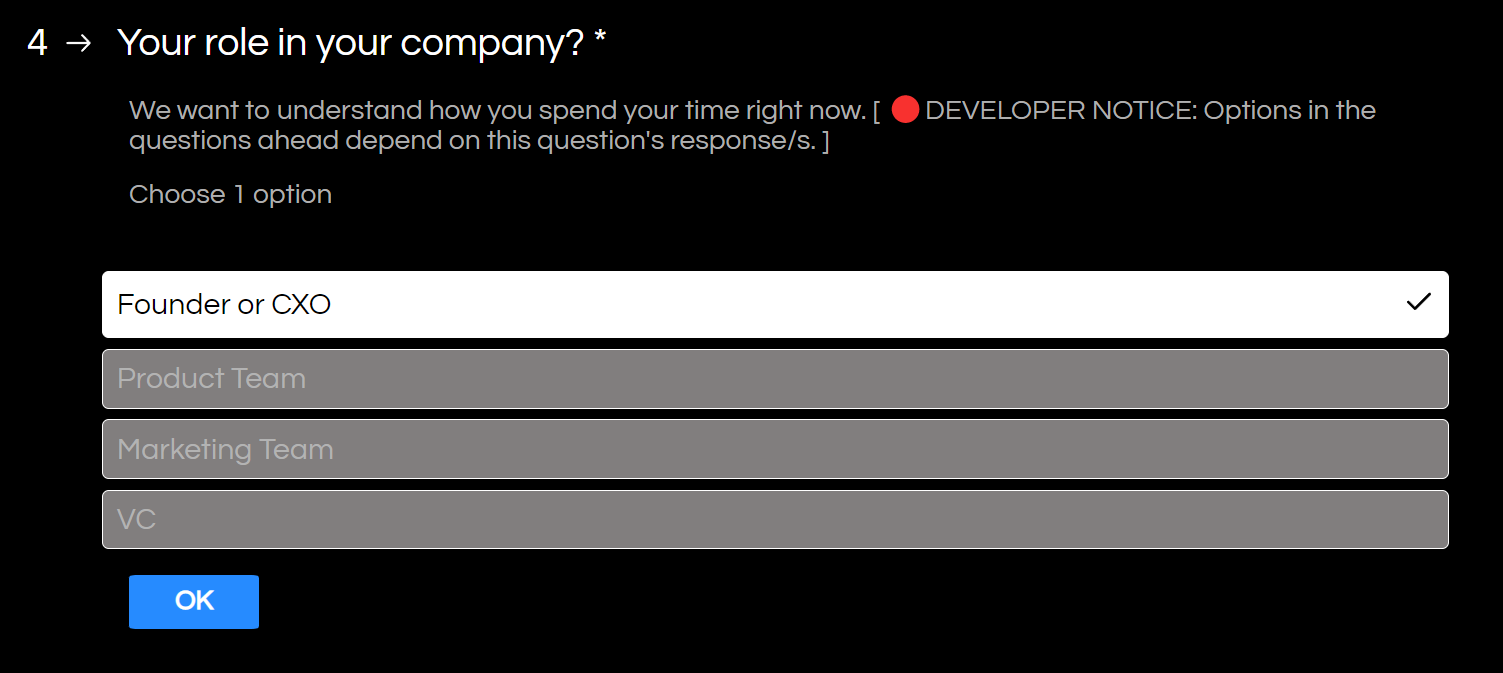 4 → Your role in your company? *
We want to understand how you spend your time right now. [ 🔴 DEVELOPER NOTICE: Options in the
questions ahead depend on this question's response/s. ]
Choose 1 option
Founder or CXO
Product Team
Marketing Team
VC
OK